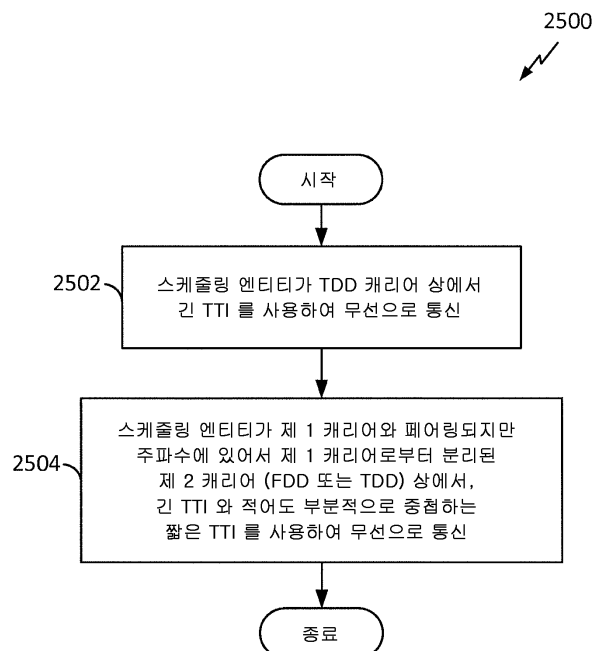 2500
시작
2502
스케줄링 엔티티가 TDD 캐리어 상에서
긴 TTI 를 사용하여 무선으로 통신
2504
스케줄링 엔티티가 제 1 캐리어와 페어링되지만
주파수에 있어서 제 1 캐리어로부터 분리된
제 2 캐리어 (FDD 또는 TDD) 상에서,
긴 TTI 와 적어도 부분적으로 중첩하는
짧은 TTI 를 사용하여 무선으로 통신
종료